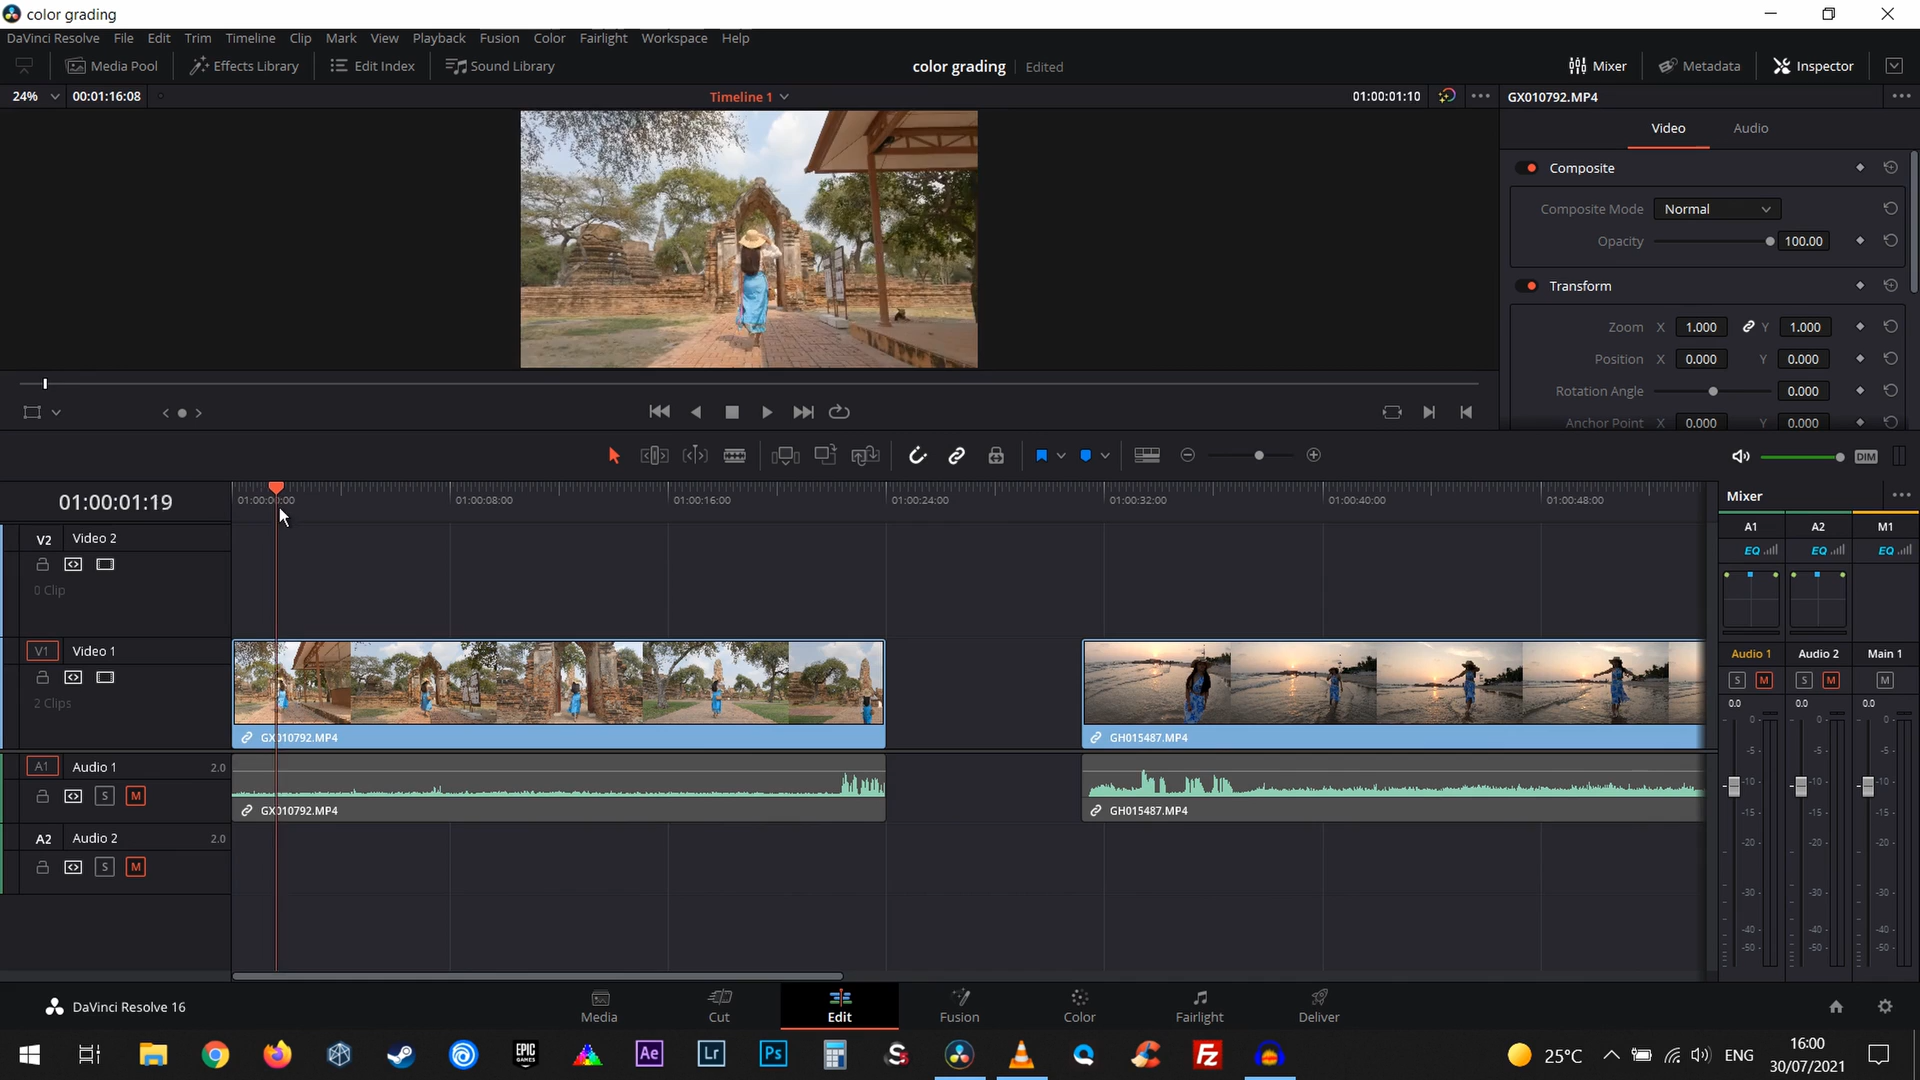 color grading
DaVinci Resolve File Edit Trim Timeline Clip Mark View Playback Fusion Color Fairlight Workspace Help
Media Pool Effects Library Edit Index Sound Library color grading Edited Mixer Metadata Inspector
24% 00:01:16:08 Timeline 1 01:00:01:10 GX010792.MP4
Video Audio
Composite
Composite Mode Normal
Opacity 100.00
Transform
Zoom X 1.000 Y 1.000
Position X 0.000 Y 0.000
Rotation Angle 0.000
Anchor Point X 0.000 Y 0.000
DIM
01:00:01:19 01:00:00:00 01:00:08:00 01:00:16:00 01:00:24:00 01:00:32:00 01:00:40:00 01:00:48:00 Mixer
A1 A2 M1
EQ EQ EQ
V2 Video 2
0 Clip
V1 Video 1
2 Clips
GX010792.MP4 GH015487.MP4
Audio 1 Audio 2 Main 1
S M S M M
0.0 0.0 0.0
0 0 0
-5 -5 -5
-10 -10 -10
-15 -15 -15
-20 -20 -20
-30 -30 -30
-40 -40 -40
-50 -50 -50
A1 Audio 1 2.0
S M
GX010792.MP4 GH015487.MP4
A2 Audio 2 2.0
S M
DaVinci Resolve 16 Media Cut Edit Fusion Color Fairlight Deliver
EPIC GAMES Ae Lr Ps S Fz 25°C ENG 16:00
30/07/2021